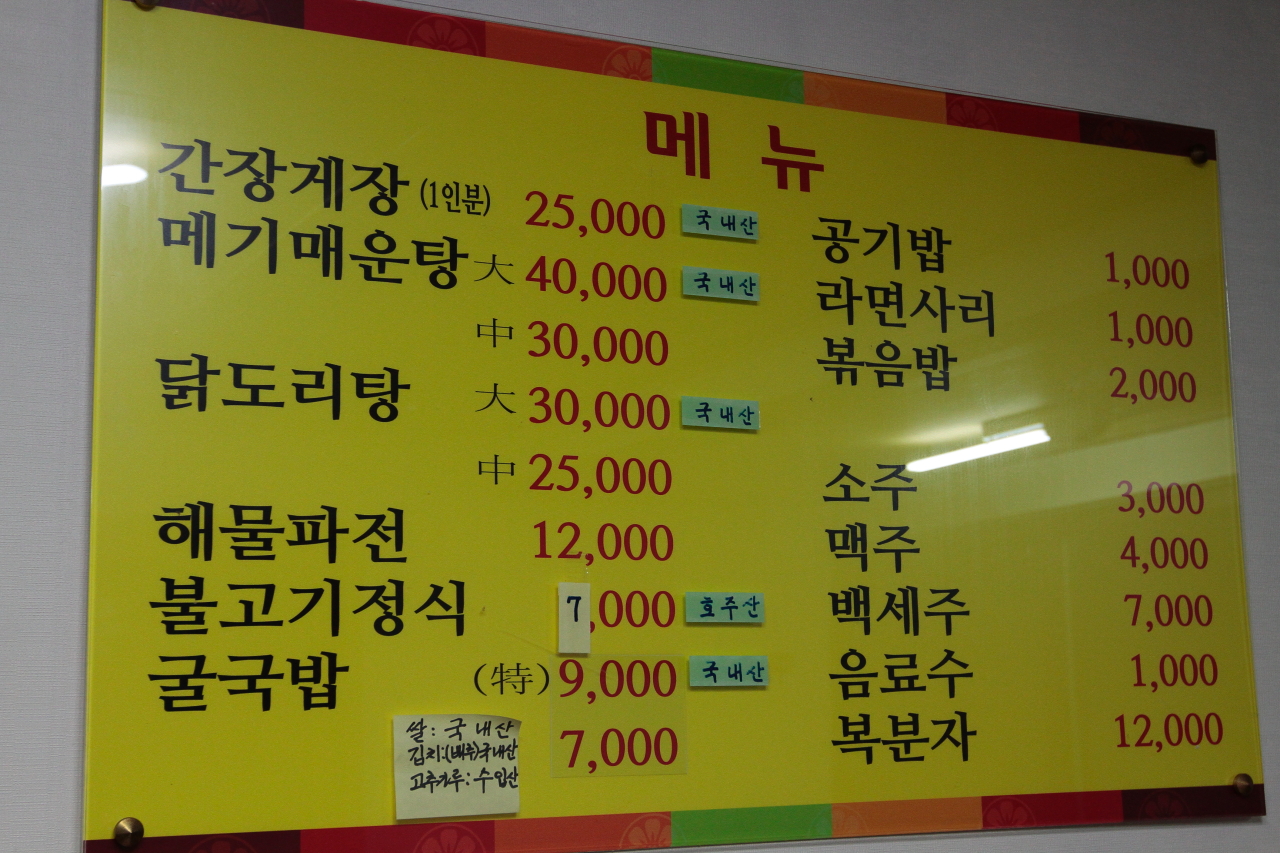 메뉴
간장게장 (1인분) 25,000 국내산
메기매운탕 大 40,000 국내산
中 30,000
닭도리탕 大 30,000 국내산
中 25,000
해물파전 12,000
불고기정식 7,000 호주산
굴국밥 (特) 9,000 국내산
7,000
쌀: 국내산
김치:(배추)국내산
고추가루: 수입산
공기밥 1,000
라면사리 1,000
볶음밥 2,000
소주 3,000
맥주 4,000
백세주 7,000
음료수 1,000
복분자 12,000